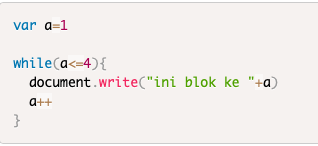 var a=1
while(a<=4){
document.write("ini blok ke "+a)
a++
}